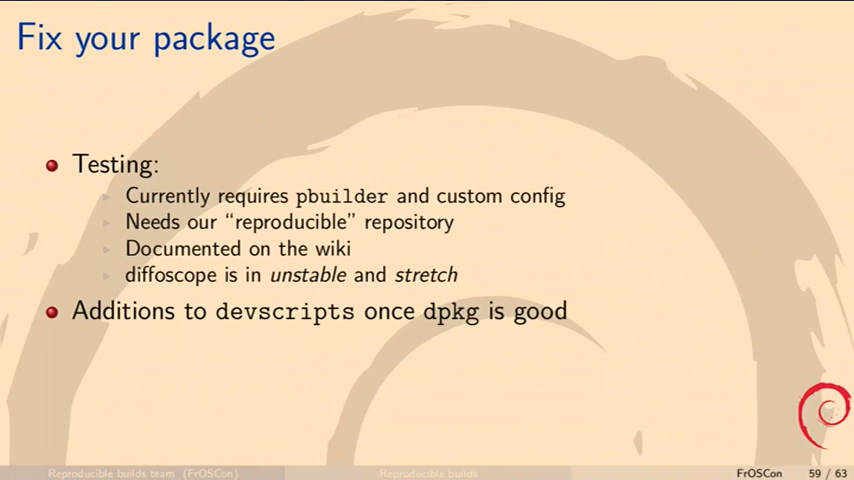 Fix your package
Testing:
Currently requires pbuilder and custom config
Needs our “reproducible” repository
Documented on the wiki
diffoscope is in unstable and stretch
Additions to devscripts once dpkg is good
Reproducible builds team (FrOSCon) Reproducible builds FrOSCon 59 / 63